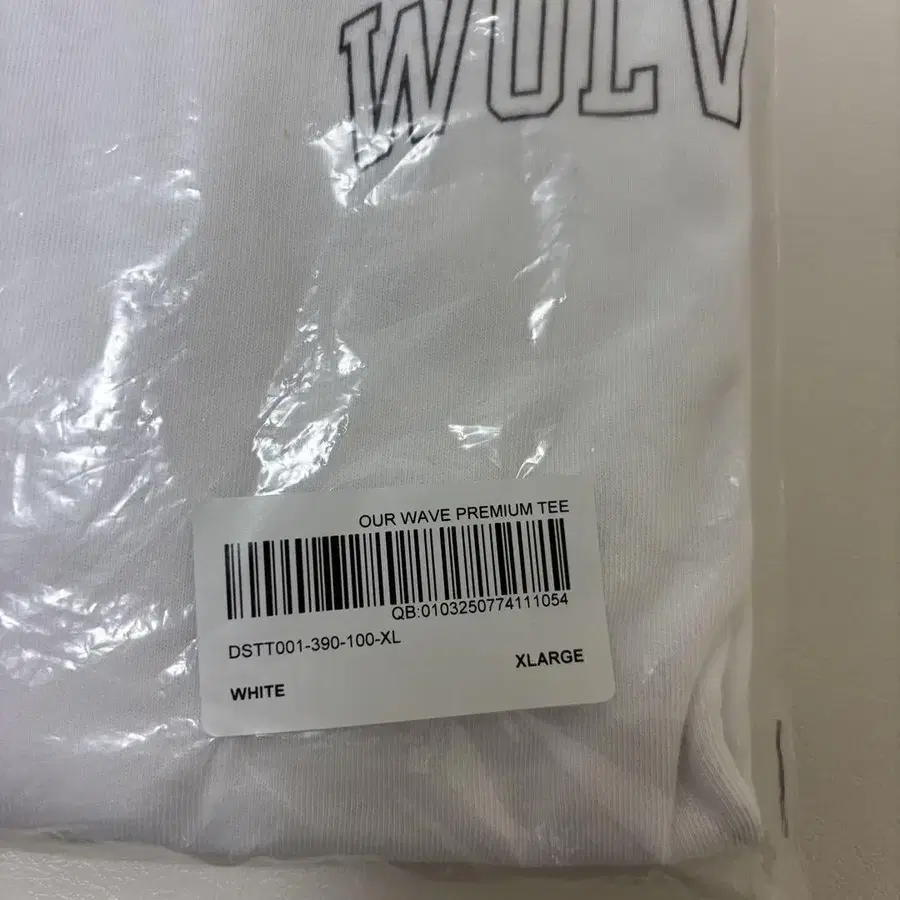 WOLV
OUR WAVE PREMIUM TEE
QB:0103250774111054
DSTT001-390-100-XL
XLARGE
WHITE